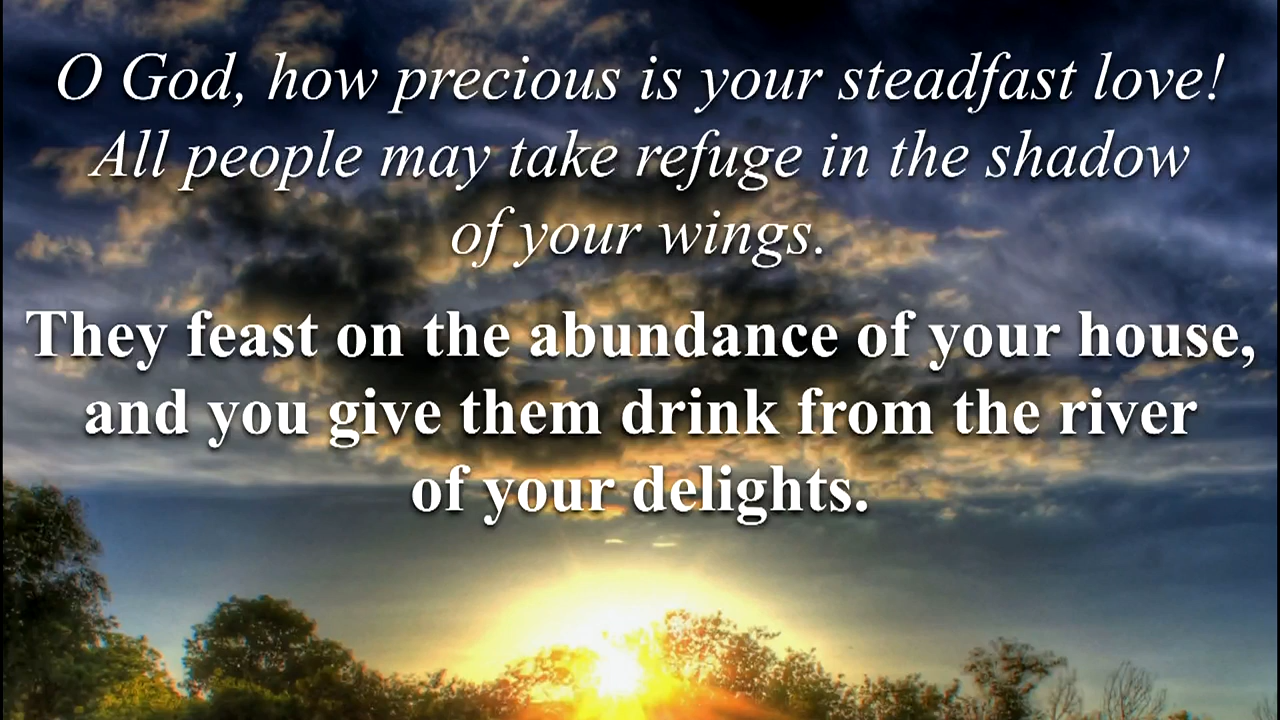 O God, how precious is your steadfast love!
All people may take refuge in the shadow
of your wings.
They feast on the abundance of your house,
and you give them drink from the river
of your delights.